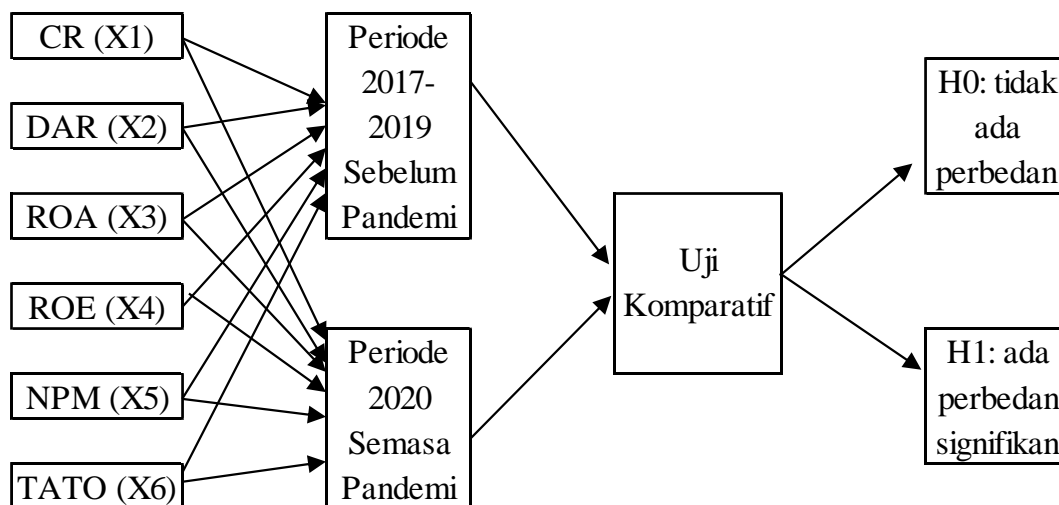 CR (X1)
DAR (X2)
ROA (X3)
ROE (X4)
NPM (X5)
TATO (X6)
Periode
2017-
2019
Sebelum
Pandemi
Periode
2020
Semasa
Pandemi
Uji
Komparatif
H0: tidak
ada
perbedan
H1: ada
perbedan
signifikan